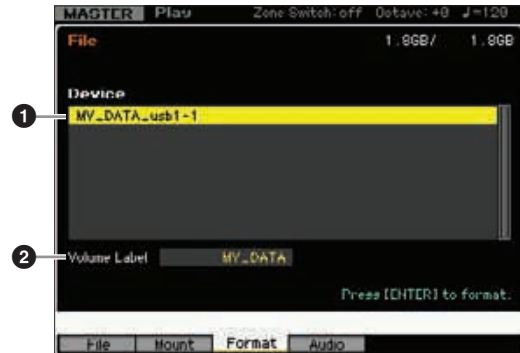 MASTER Play Zone Switch:off Octave:+0 ♩=120
File 1.8GB/ 1.8GB
Device
1 MV_DATA_usb1-1
2 Volume Label MY_DATA
Press [ENTER] to format.
File Mount Format Audio